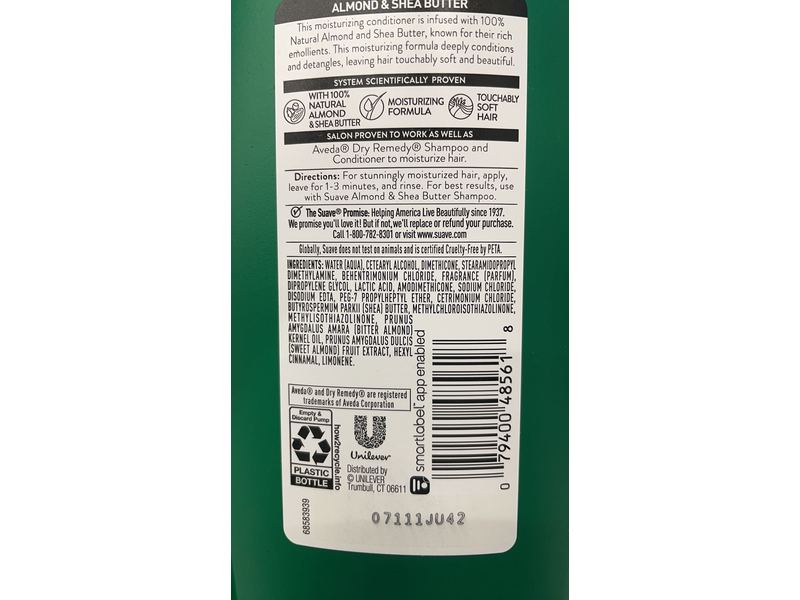 ALMOND & SHEA BUTTER
This moisturizing conditioner is infused with 100%
Natural Almond and Shea Butter, known for their rich
emollients. This moisturizing formula deeply conditions
and detangles, leaving hair touchably soft and beautiful.
SYSTEM SCIENTIFICALLY PROVEN
WITH 100%
NATURAL
ALMOND
& SHEA BUTTER
MOISTURIZING
FORMULA
TOUCHABLY
SOFT
HAIR
SALON PROVEN TO WORK AS WELL AS
Aveda® Dry Remedy® Shampoo and
Conditioner to moisturize hair.
Directions: For stunningly moisturized hair, apply,
leave for 1-3 minutes, and rinse. For best results, use
with Suave Almond & Shea Butter Shampoo.
The Suave® Promise: Helping America Live Beautifully since 1937.
We promise you'll love it! But if not, we'll replace or refund your purchase.
Call 1-800-782-8301 or visit www.suave.com
Globally, Suave does not test on animals and is certified Cruelty-Free by PETA.
INGREDIENTS: WATER (AQUA), CETEARYL ALCOHOL, DIMETHICONE, STEARAMIDOPROPYL
DIMETHYLAMINE, BEHENTRIMONIUM CHLORIDE, FRAGRANCE (PARFUM),
DIPROPYLENE GLYCOL, LACTIC ACID, AMODIMETHICONE, SODIUM CHLORIDE,
DISODIUM EDTA, PEG-7 PROPYLHEPTYL ETHER, CETRIMONIUM CHLORIDE,
BUTYROSPERMUM PARKII (SHEA) BUTTER, METHYLCHLOROISOTHIAZOLINONE,
METHYLISOTHIAZOLINONE, PRUNUS
AMYGDALUS AMARA (BITTER ALMOND)
KERNEL OIL, PRUNUS AMYGDALUS DULCIS
(SWEET ALMOND) FRUIT EXTRACT, HEXYL
CINNAMAL, LIMONENE.
Aveda® and Dry Remedy® are registered
trademarks of Aveda Corporation
Empty &
Discard Pump
PLASTIC
BOTTLE
how2recycle.info
Unilever
Distributed by
© UNILEVER
Trumbull, CT 06611
smartlabel™ app enabled
0 79400 48561 8
68583939
07111JU42